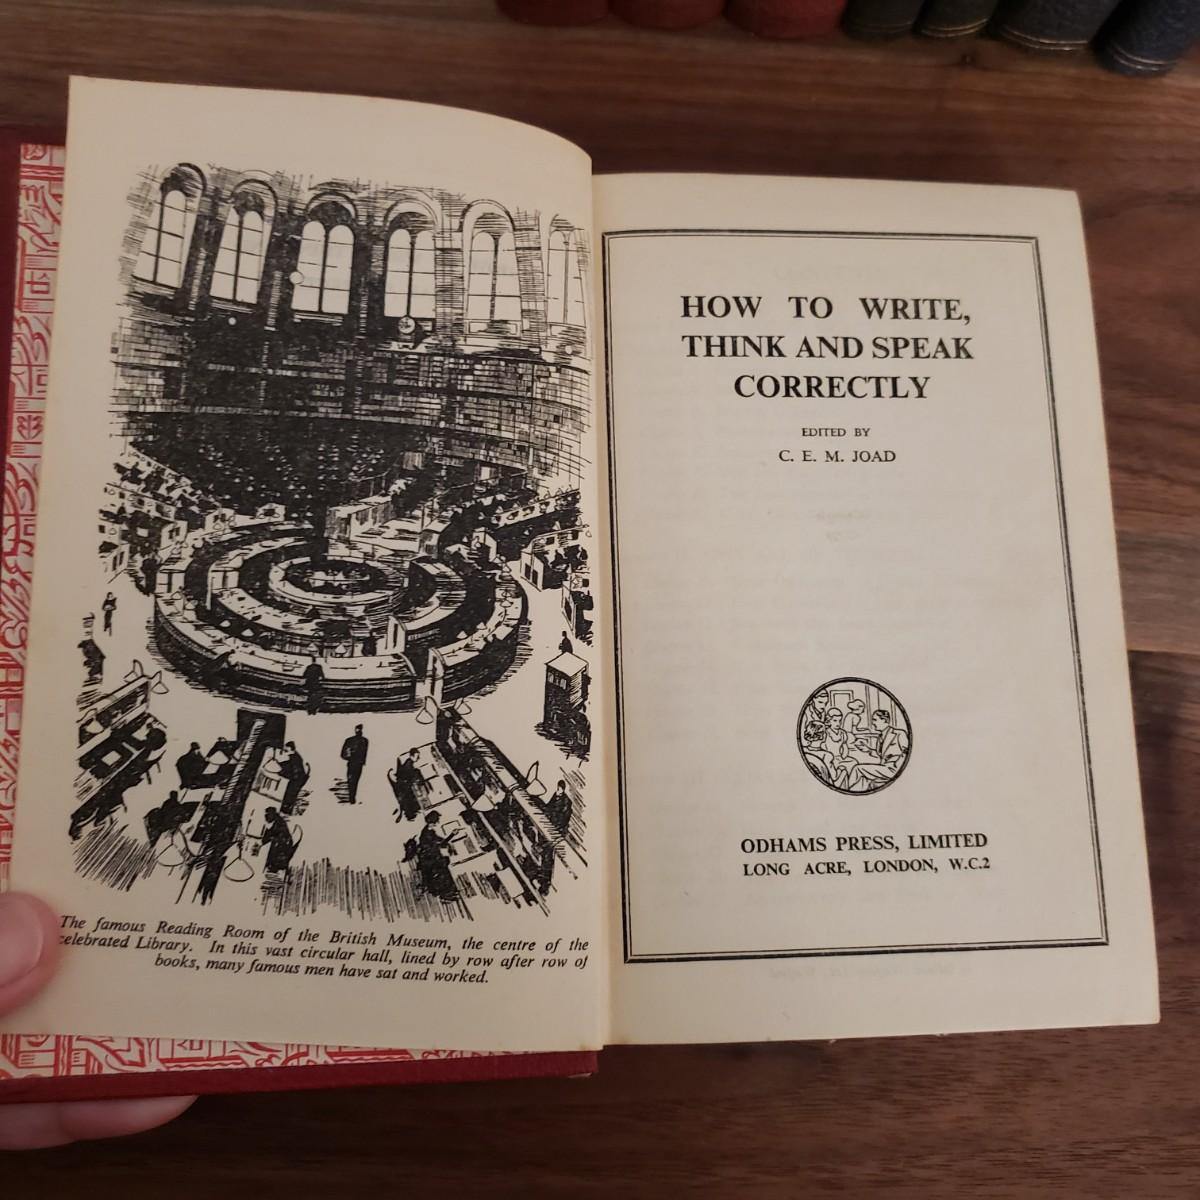 The famous Reading Room of the British Museum, the centre of the
celebrated Library. In this vast circular hall, lined by row after row of
books, many famous men have sat and worked.
HOW TO WRITE,
THINK AND SPEAK
CORRECTLY
EDITED BY
C. E. M. JOAD
ODHAMS PRESS, LIMITED
LONG ACRE, LONDON, W.C.2